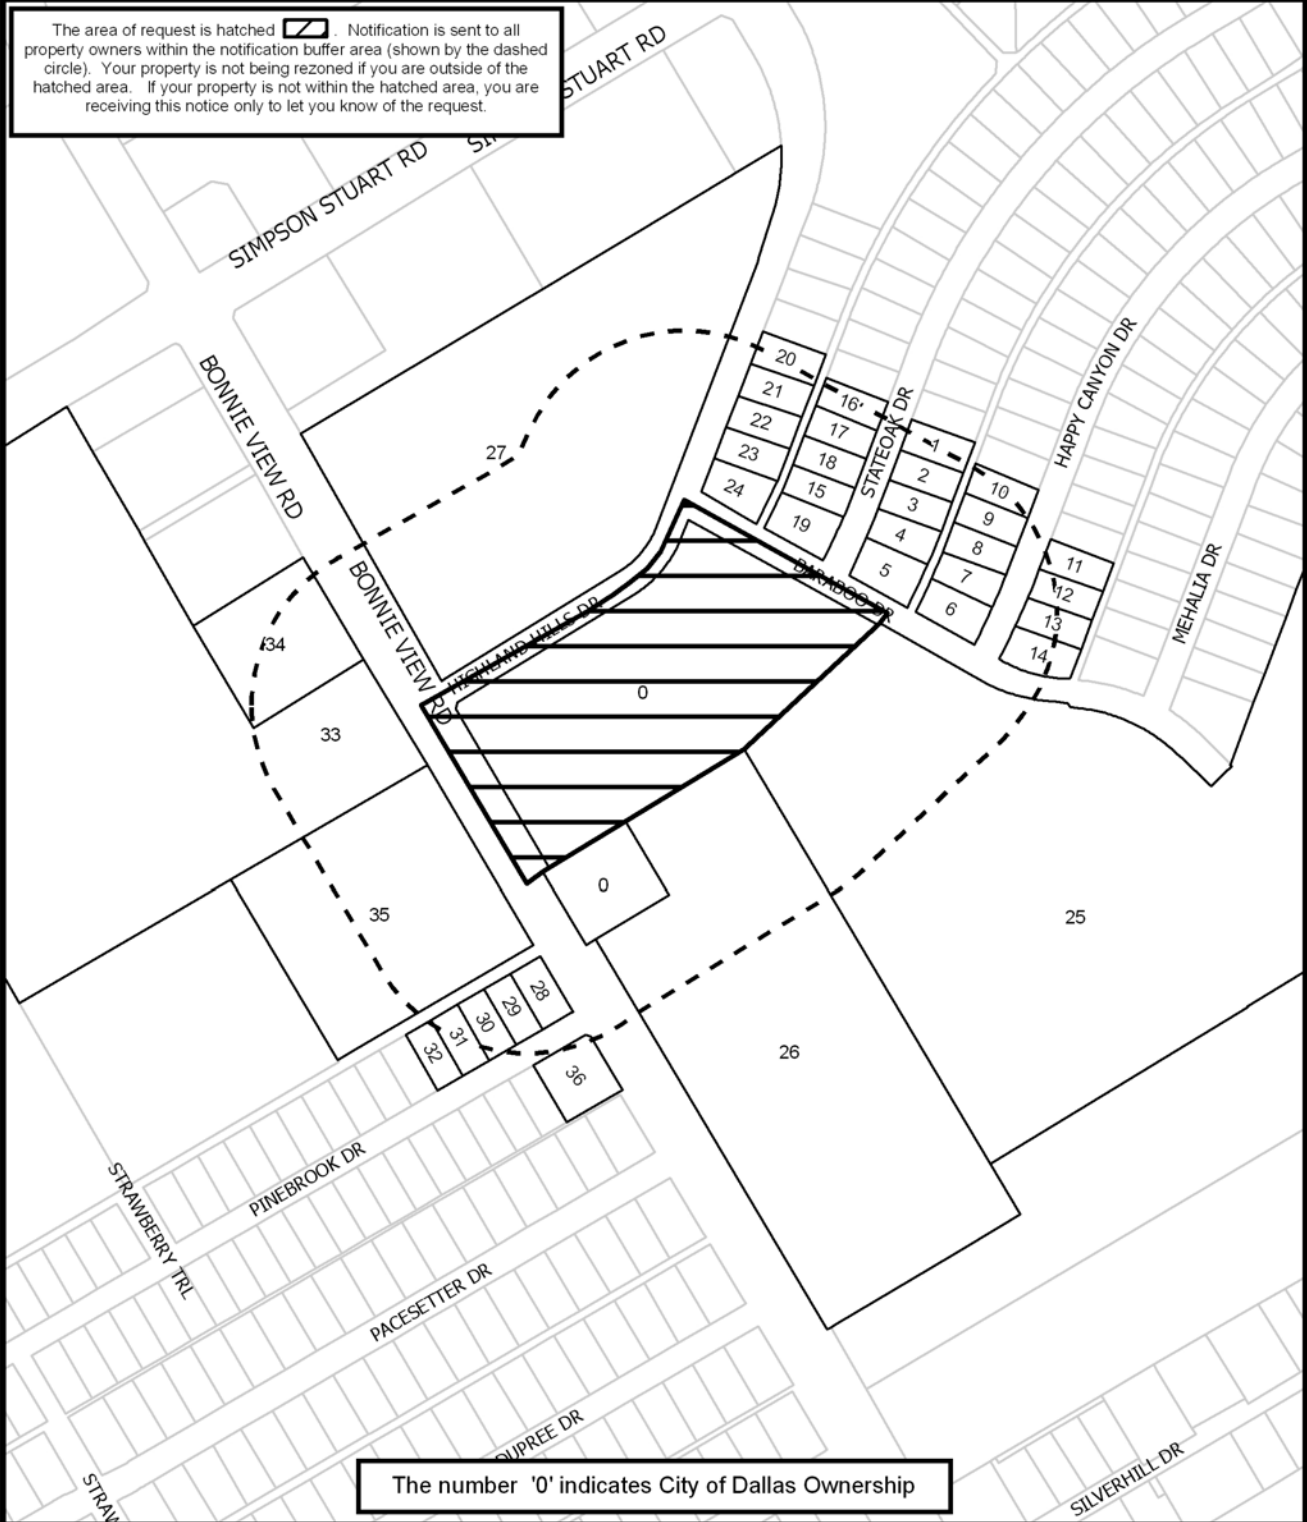 The area of request is hatched . Notification is sent to all
property owners within the notification buffer area (shown by the dashed
circle). Your property is not being rezoned if you are outside of the
hatched area. If your property is not within the hatched area, you are
receiving this notice only to let you know of the request.
STUART RD
SIMPSON STUART RD
BONNIE VIEW RD
BONNIE VIEW RD
HIGHLAND HILLS DR
BARABOO DR
STATEOAK DR
HAPPY CANYON DR
MEHALIA DR
20
21
22
23
24
16
17
18
15
19
1
2
3
4
5
10
9
8
7
6
11
12
13
14
27
34
33
0
0
35
25
26
28
29
30
31
32
36
PINEBROOK DR
STRAWBERRY TRL
PACESETTER DR
DUPREE DR
STRAW
SILVERHILL DR
The number '0' indicates City of Dallas Ownership